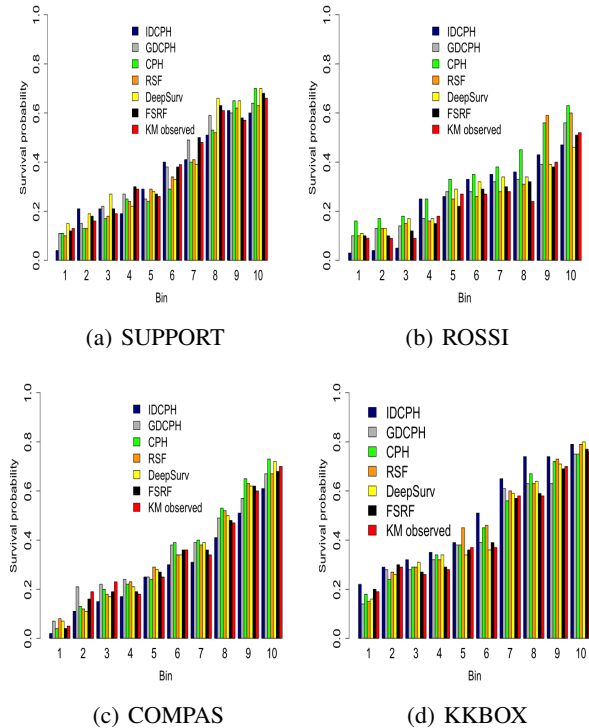 Survival probability
0.0 0.2 0.4 0.6 0.8 1.0
IDCPH
GDCPH
CPH
RSF
DeepSurv
FSRF
KM observed
1 2 3 4 5 6 7 8 9 10
Bin
(a) SUPPORT
Survival probability
0.0 0.2 0.4 0.6 0.8 1.0
IDCPH
GDCPH
CPH
RSF
DeepSurv
FSRF
KM observed
1 2 3 4 5 6 7 8 9 10
Bin
(b) ROSSI
Survival probability
0.0 0.2 0.4 0.6 0.8 1.0
IDCPH
GDCPH
CPH
RSF
DeepSurv
FSRF
KM observed
1 2 3 4 5 6 7 8 9 10
Bin
(c) COMPAS
Survival probability
0.0 0.2 0.4 0.6 0.8 1.0
IDCPH
GDCPH
CPH
RSF
DeepSurv
FSRF
KM observed
1 2 3 4 5 6 7 8 9 10
Bin
(d) KKBOX